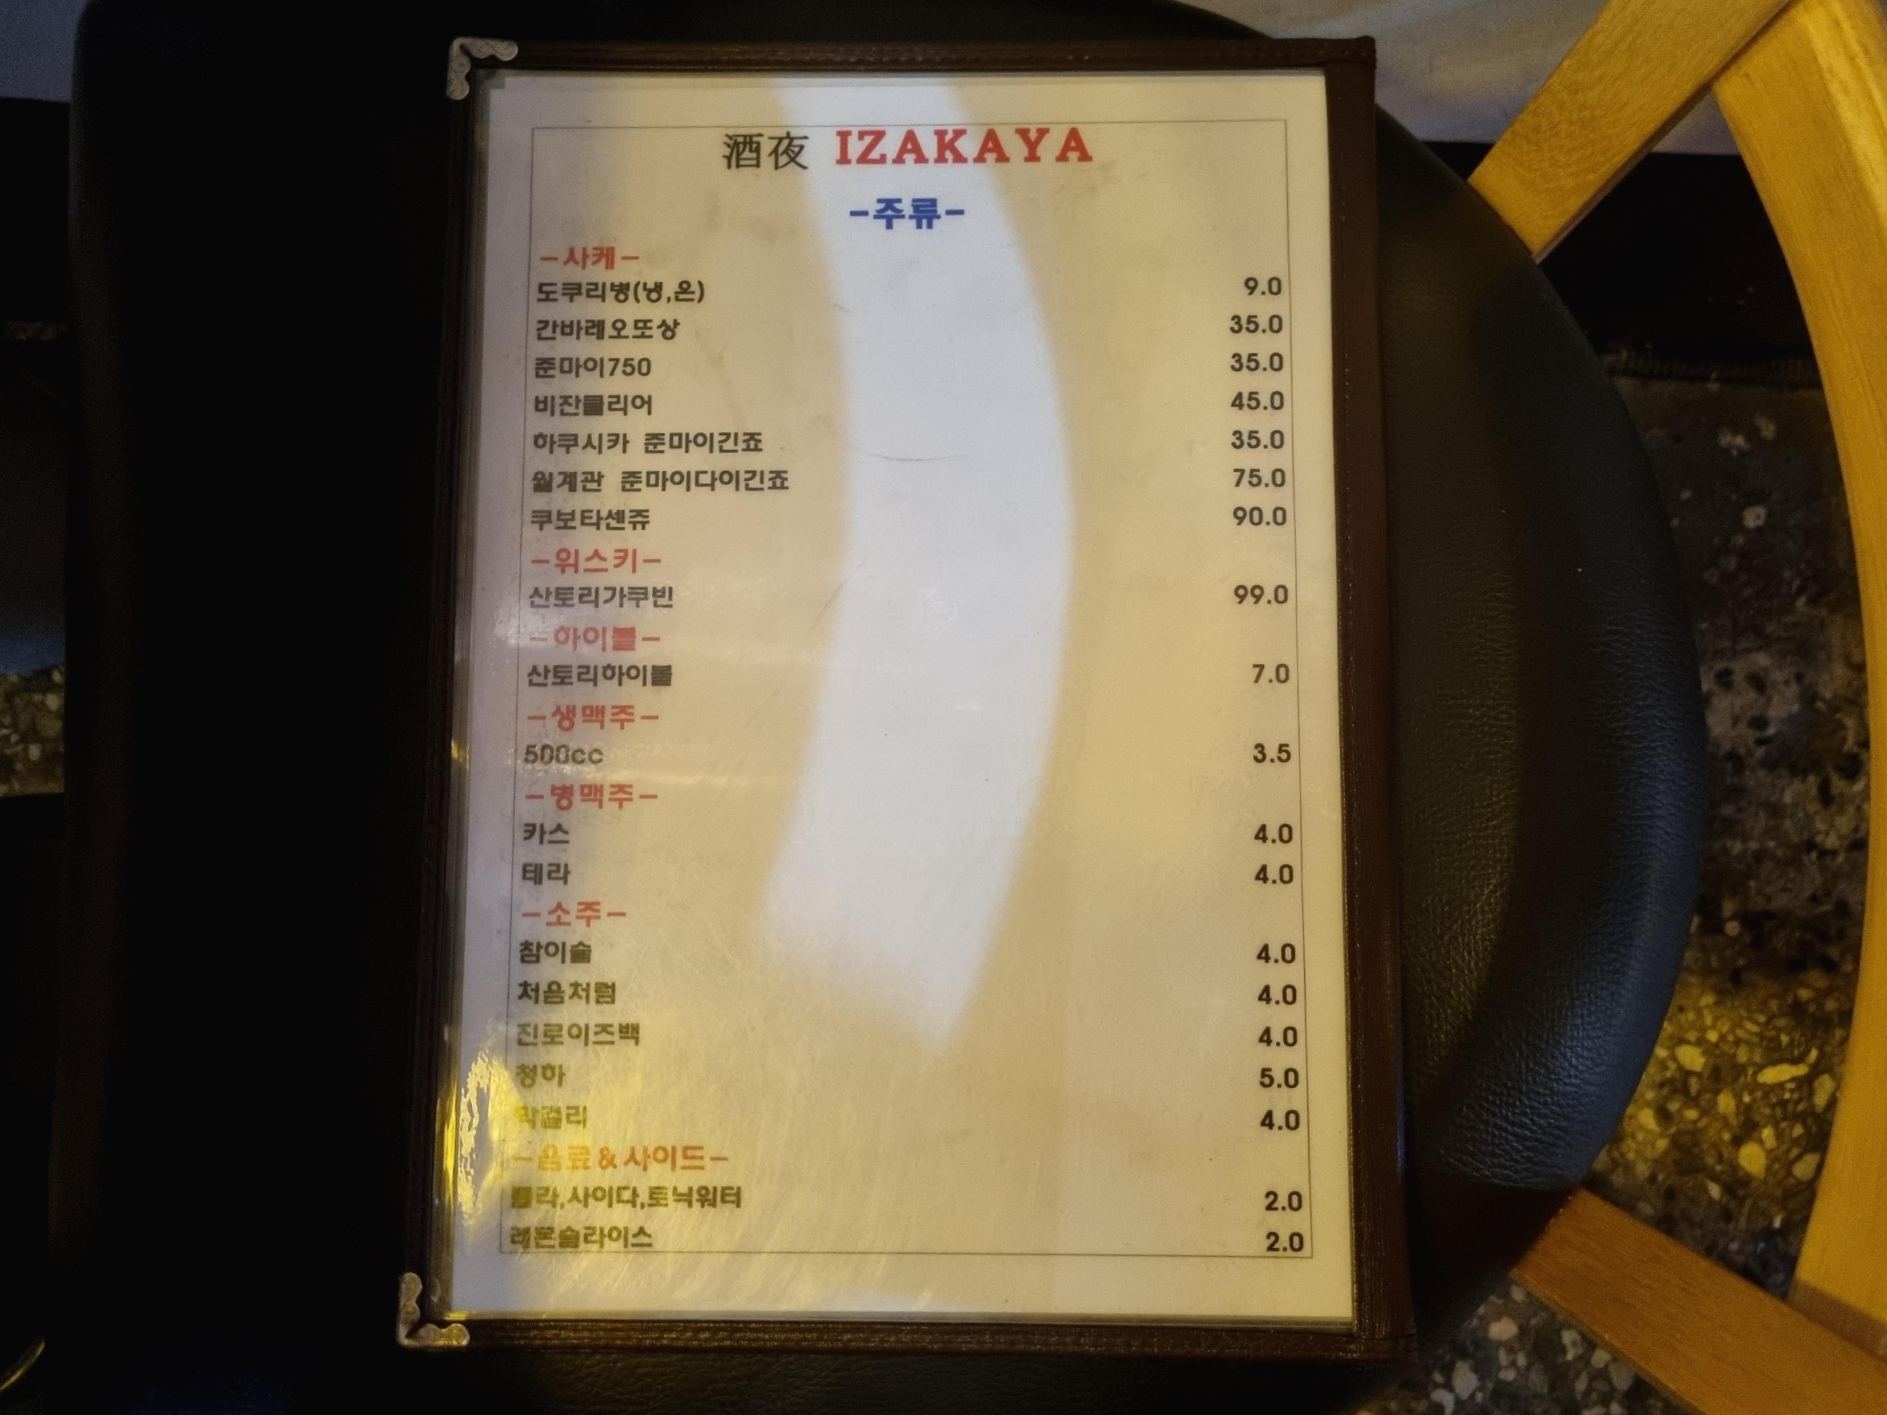 酒夜 IZAKAYA
-주류-
-사케-
도쿠리병(냉,온) 9.0
간바레오또상 35.0
준마이750 35.0
비잔클리어 45.0
하쿠시카 준마이긴죠 35.0
월계관 준마이다이긴죠 75.0
쿠보타센쥬 90.0
-위스키-
산토리가쿠빈 99.0
-하이볼-
산토리하이볼 7.0
-생맥주-
500cc 3.5
-병맥주-
카스 4.0
테라 4.0
-소주-
참이슬 4.0
처음처럼 4.0
진로이즈백 4.0
청하 5.0
막걸리 4.0
-음료&사이드-
콜라,사이다,토닉워터 2.0
레몬슬라이스 2.0